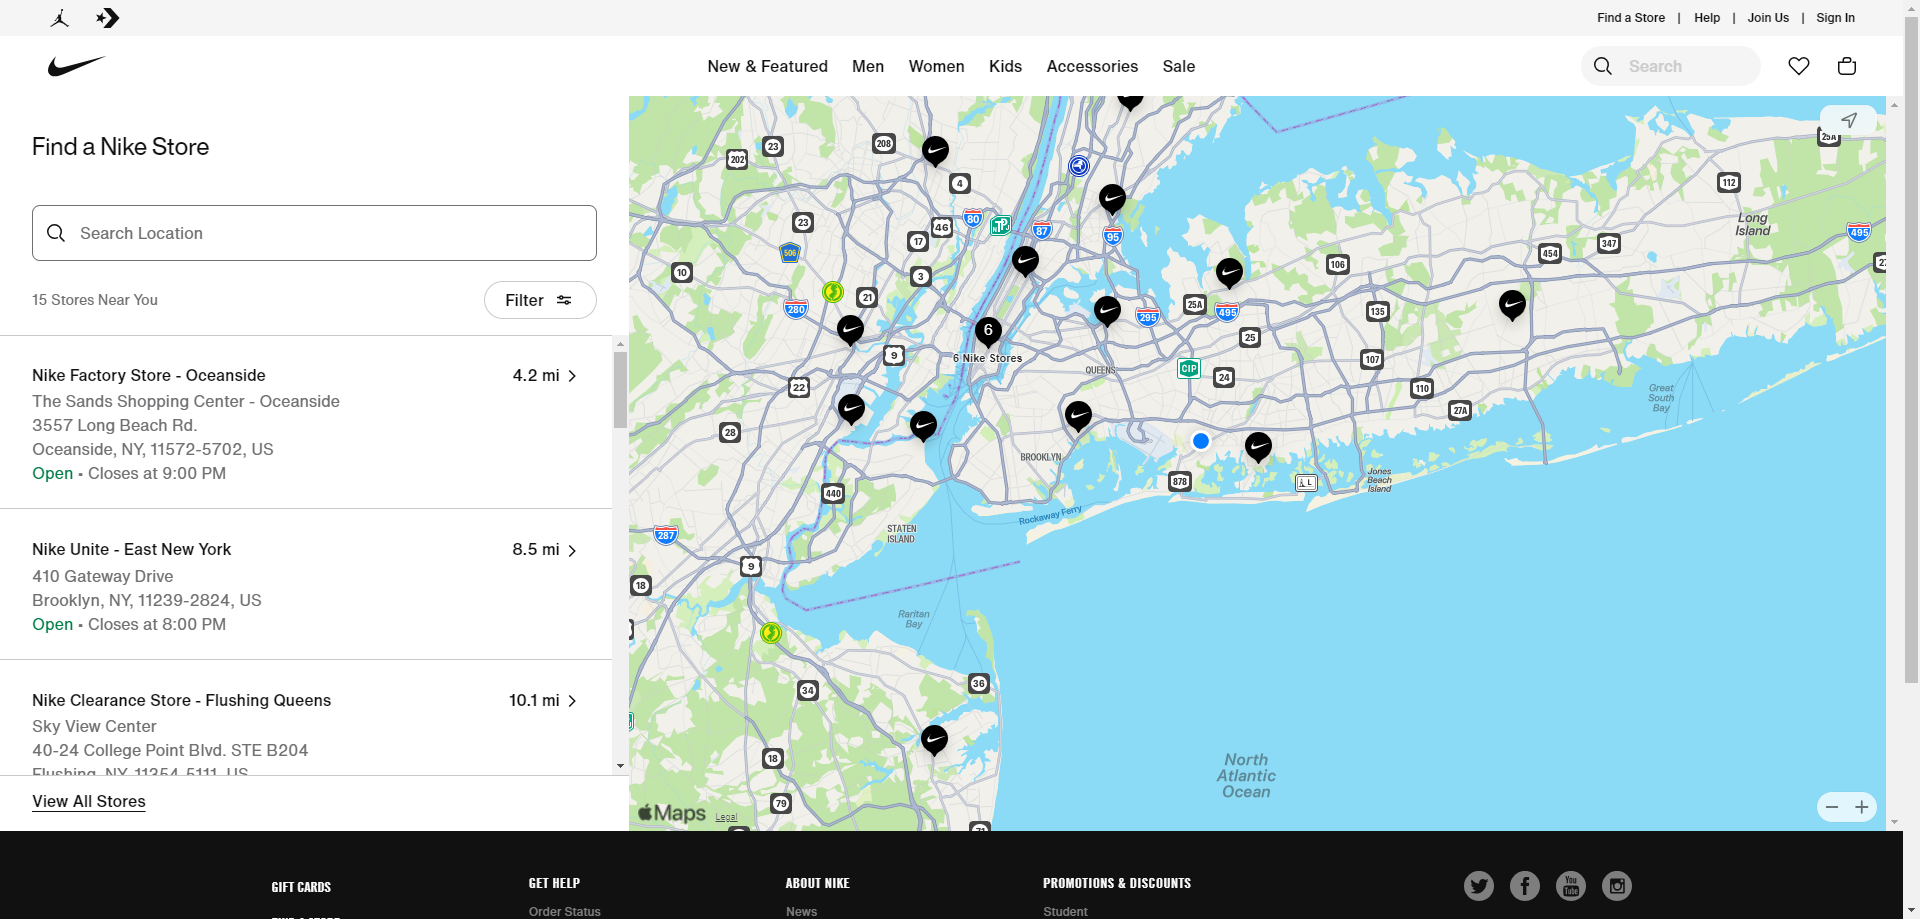 Find a Store | Help | Join Us | Sign In
New & Featured Men Women Kids Accessories Sale
Search
Find a Nike Store
Search Location
15 Stores Near You
Filter
Nike Factory Store - Oceanside 4.2 mi
The Sands Shopping Center - Oceanside
3557 Long Beach Rd.
Oceanside, NY, 11572-5702, US
Open • Closes at 9:00 PM
Nike Unite - East New York 8.5 mi
410 Gateway Drive
Brooklyn, NY, 11239-2824, US
Open • Closes at 8:00 PM
Nike Clearance Store - Flushing Queens 10.1 mi
Sky View Center
40-24 College Point Blvd. STE B204
Flushing, NY, 11354-5111, US
View All Stores
202
23
208
4
25A
112
23
46
80
87
95
17
506
Long
Island
495
347
454
106
10
3
280
21
25A
295
495
135
6
6 Nike Stores
25
9
107
QUEENS
CIP
24
22
110
Great
South
Bay
27A
28
BROOKLYN
878
Jones
Beach
Island
440
Rockaway Ferry
STATEN
ISLAND
287
9
18
Raritan
Bay
34
36
18
79
North
Atlantic
Ocean
Maps
Legal
GIFT CARDS
GET HELP
ABOUT NIKE
PROMOTIONS & DISCOUNTS
Order Status
News
Student
You
Tube